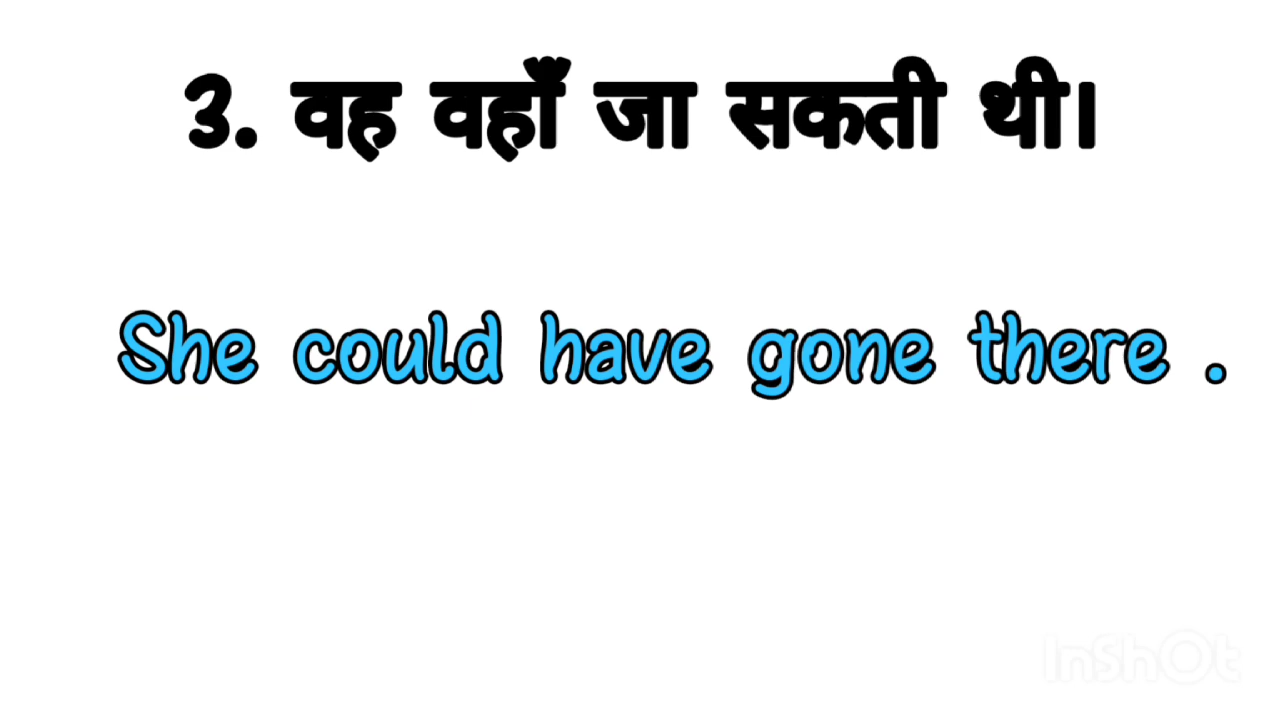 3. वह वहाँ जा सकती थी।
She could have gone there .
InShOt